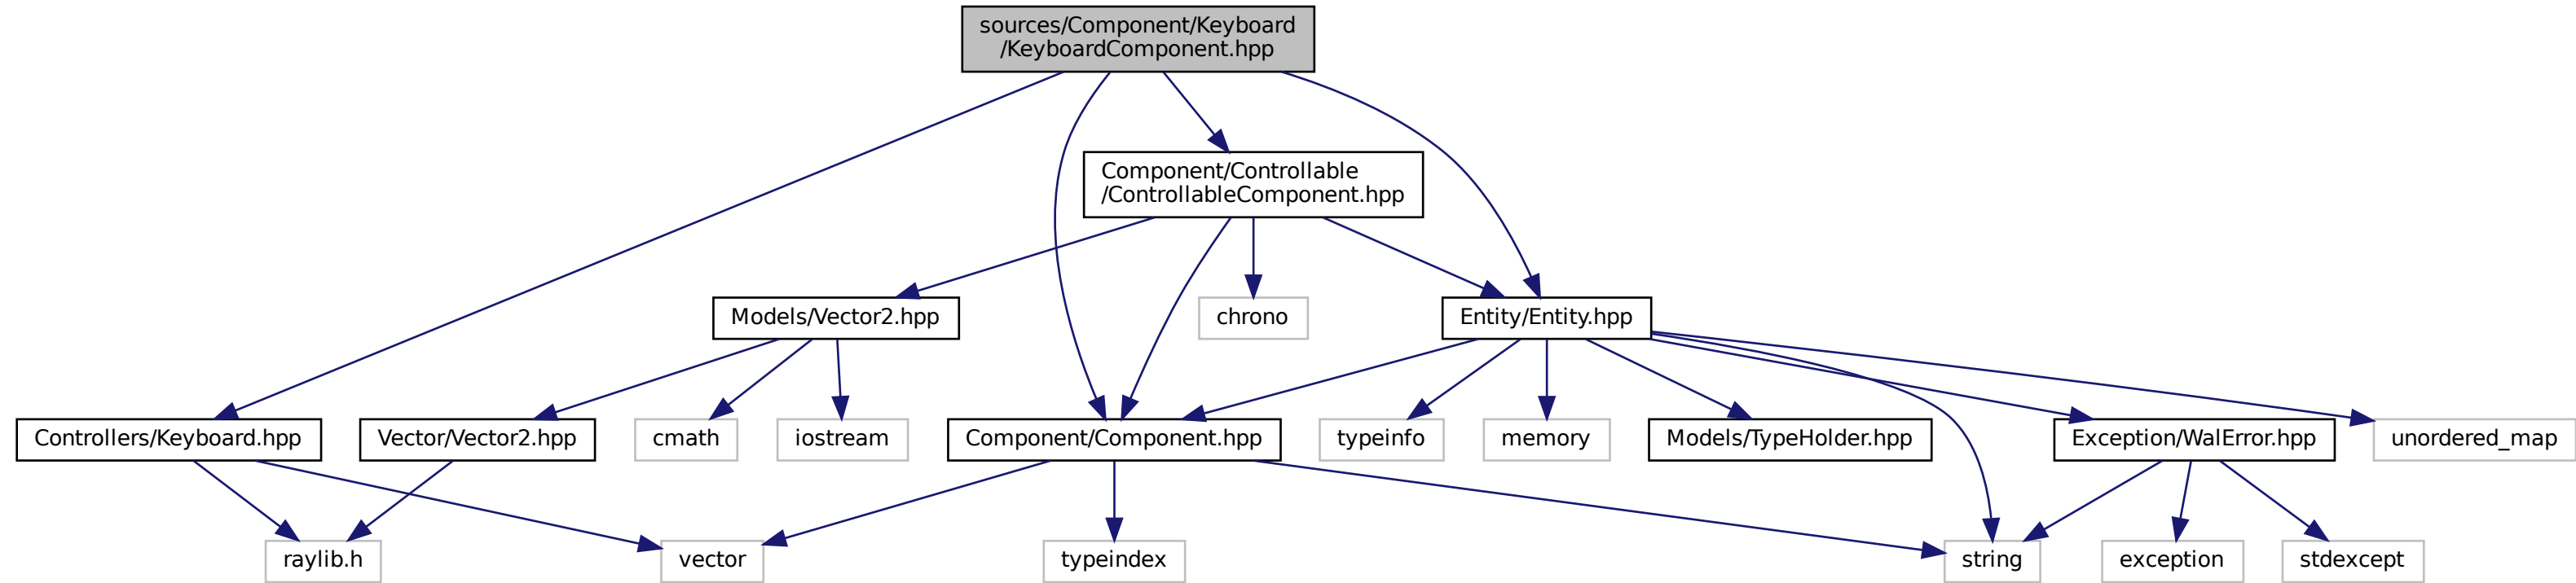 sources/Component/Keyboard
/KeyboardComponent.hpp
Component/Controllable
/ControllableComponent.hpp
Models/Vector2.hpp
chrono
Entity/Entity.hpp
Controllers/Keyboard.hpp
Vector/Vector2.hpp
cmath
iostream
Component/Component.hpp
typeinfo
memory
Models/TypeHolder.hpp
Exception/WalError.hpp
unordered_map
raylib.h
vector
typeindex
string
exception
stdexcept